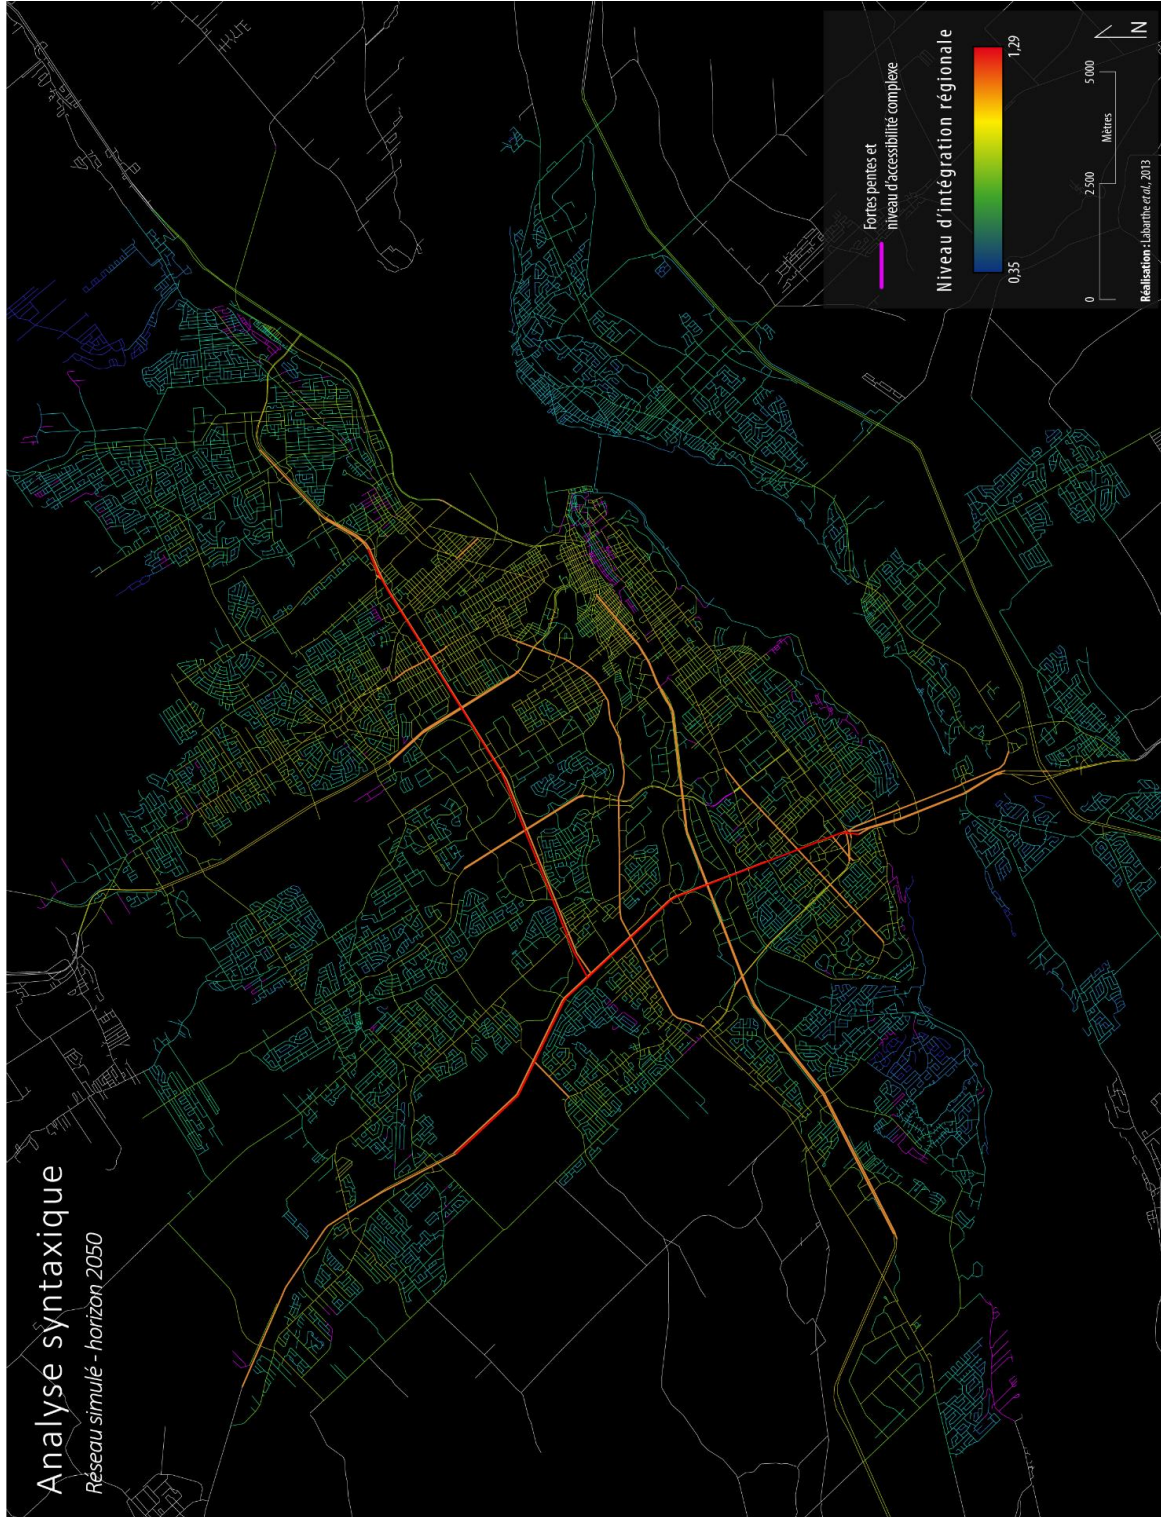 Analyse syntaxique
Réseau simulé - horizon 2050
Fortes pentes et
niveau d'accessibilité complexe
Niveau d'intégration régionale
0,35
1,29
0
2 500
5 000
Mètres
N
Réalisation : Labarthe et al., 2013